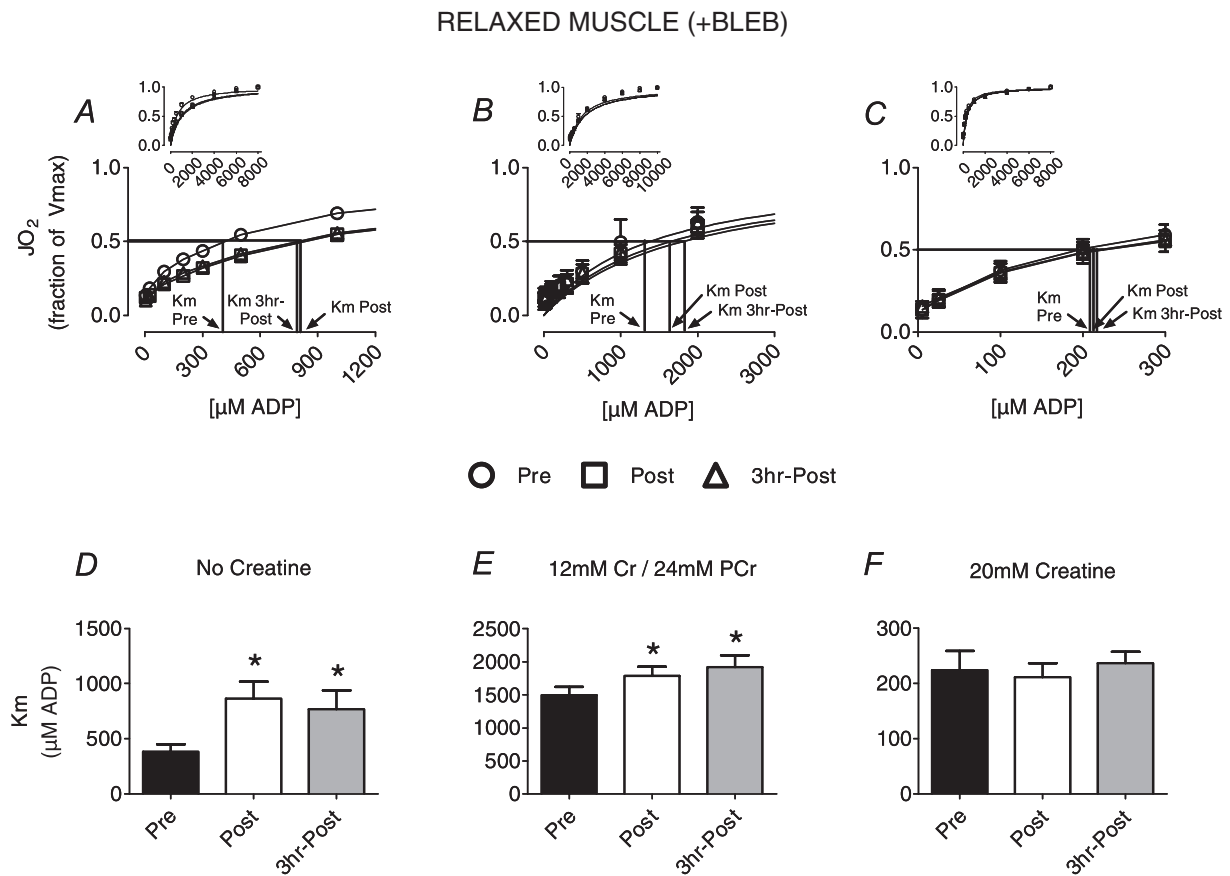 RELAXED MUSCLE (+BLEB)
A
1.0
0.5
0.0
0
2000
4000
6000
8000
JO2
(fraction of Vmax)
1.0
0.5
0.0
Km
Pre
Km 3hr-
Post
Km Post
0
300
600
900
1200
[µM ADP]
B
1.0
0.5
0.0
0
2000
4000
6000
8000
10000
1.0
0.5
0.0
Km
Pre
Km Post
Km 3hr-Post
0
1000
2000
3000
[µM ADP]
C
1.0
0.5
0.0
0
2000
4000
6000
8000
1.0
0.5
0.0
Km
Pre
Km Post
Km 3hr-Post
0
100
200
300
[µM ADP]
Pre
Post
3hr-Post
D
No Creatine
Km
(µM ADP)
1500
1000
500
0
*
*
Pre
Post
3hr-Post
E
12mM Cr / 24mM PCr
2500
2000
1500
1000
500
0
*
*
Pre
Post
3hr-Post
F
20mM Creatine
300
200
100
0
Pre
Post
3hr-Post